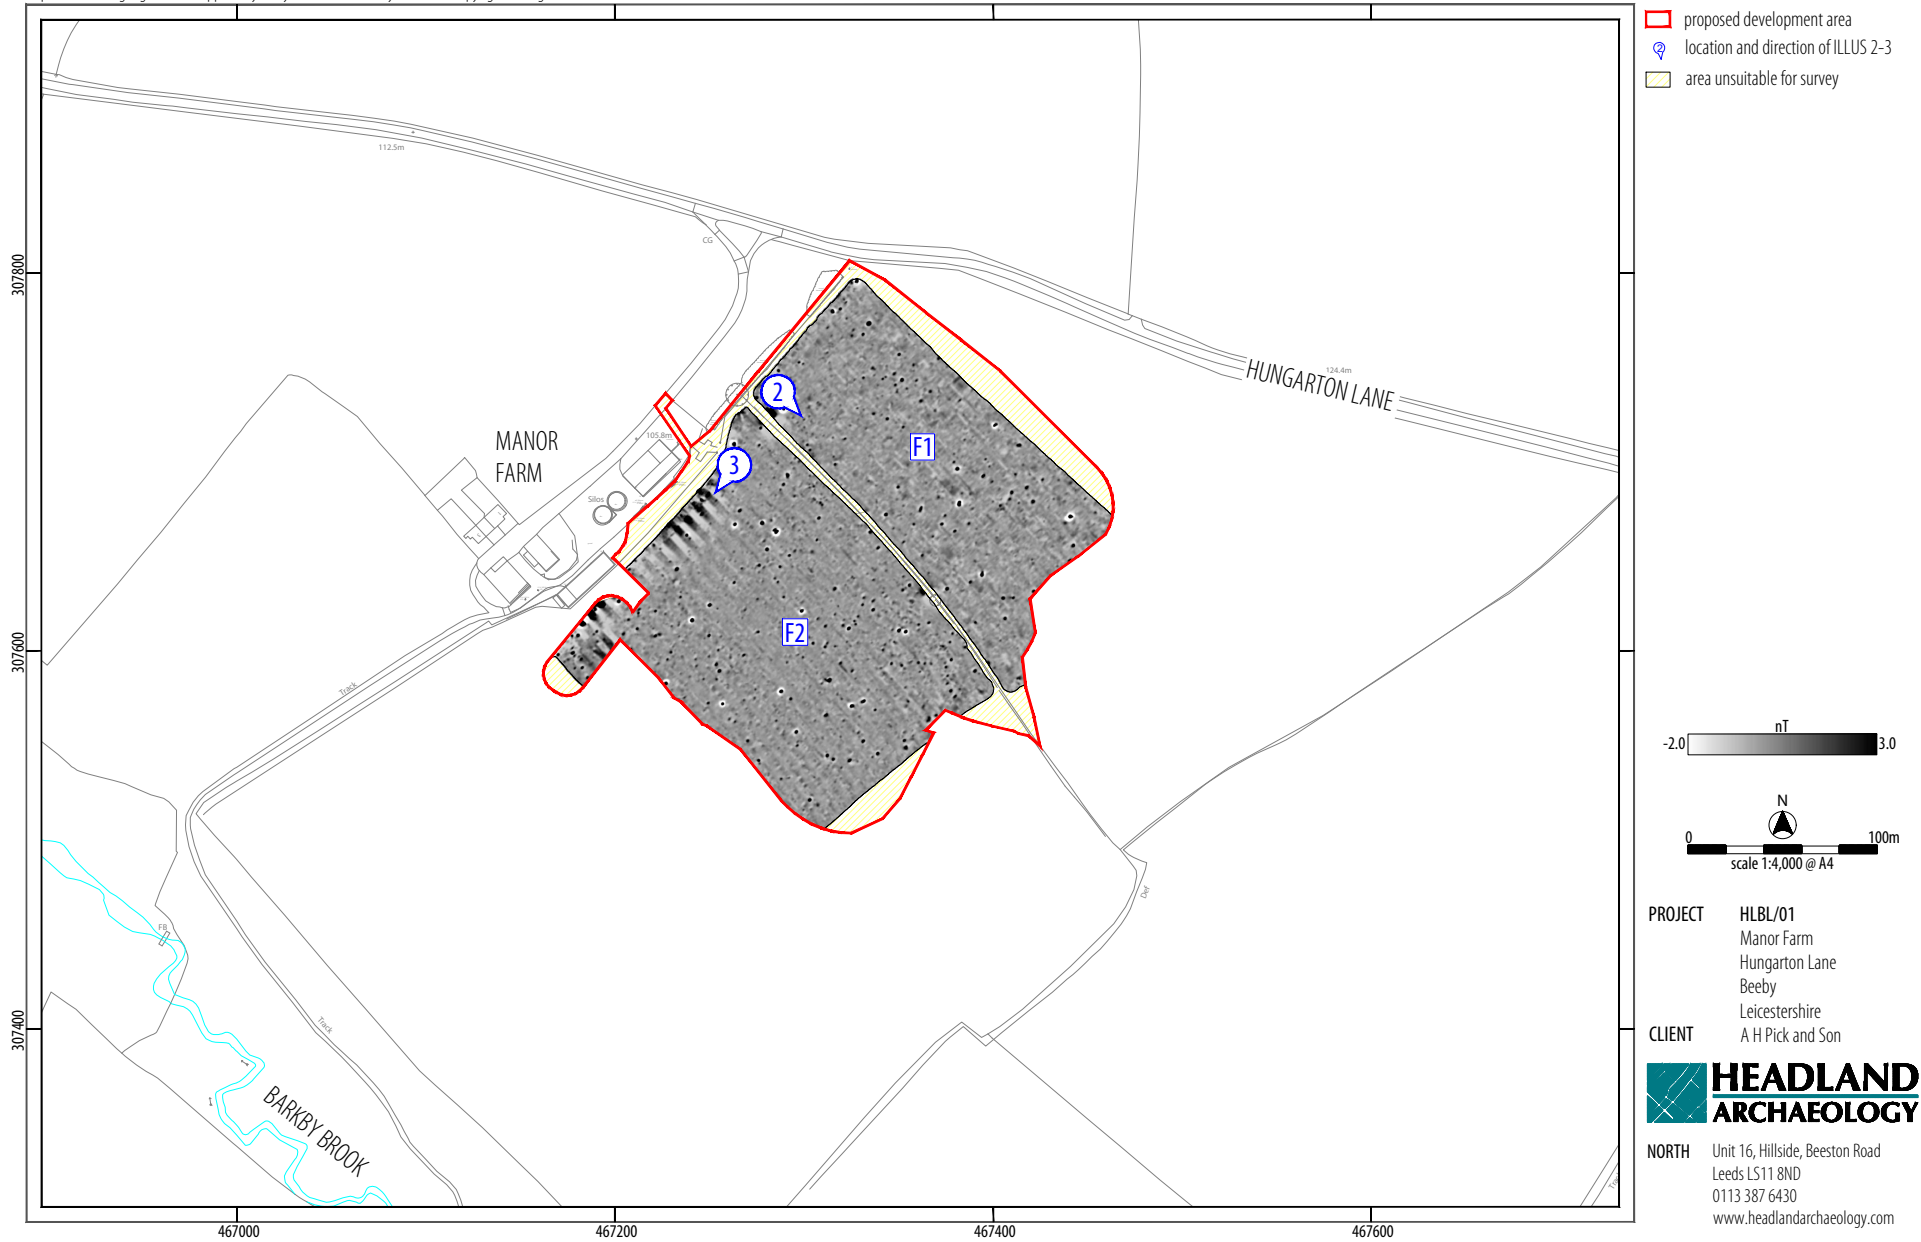 proposed development area
2 location and direction of ILLUS 2-3
area unsuitable for survey
112.5m
CG
307800
HUNGARTON LANE
124.4m
2
F1
MANOR
FARM
105.8m
3
Silos
F2
307600
Track
nT
-2.0
3.0
N
0
100m
scale 1:4,000 @ A4
Def
FB
307400
Track
BARKBY BROOK
467000
467200
467400
467600
PROJECT HLBL/01
Manor Farm
Hungarton Lane
Beeby
Leicestershire
CLIENT A H Pick and Son
HEADLAND
ARCHAEOLOGY
NORTH Unit 16, Hillside, Beeston Road
Leeds LS11 8ND
0113 387 6430
www.headlandarchaeology.com